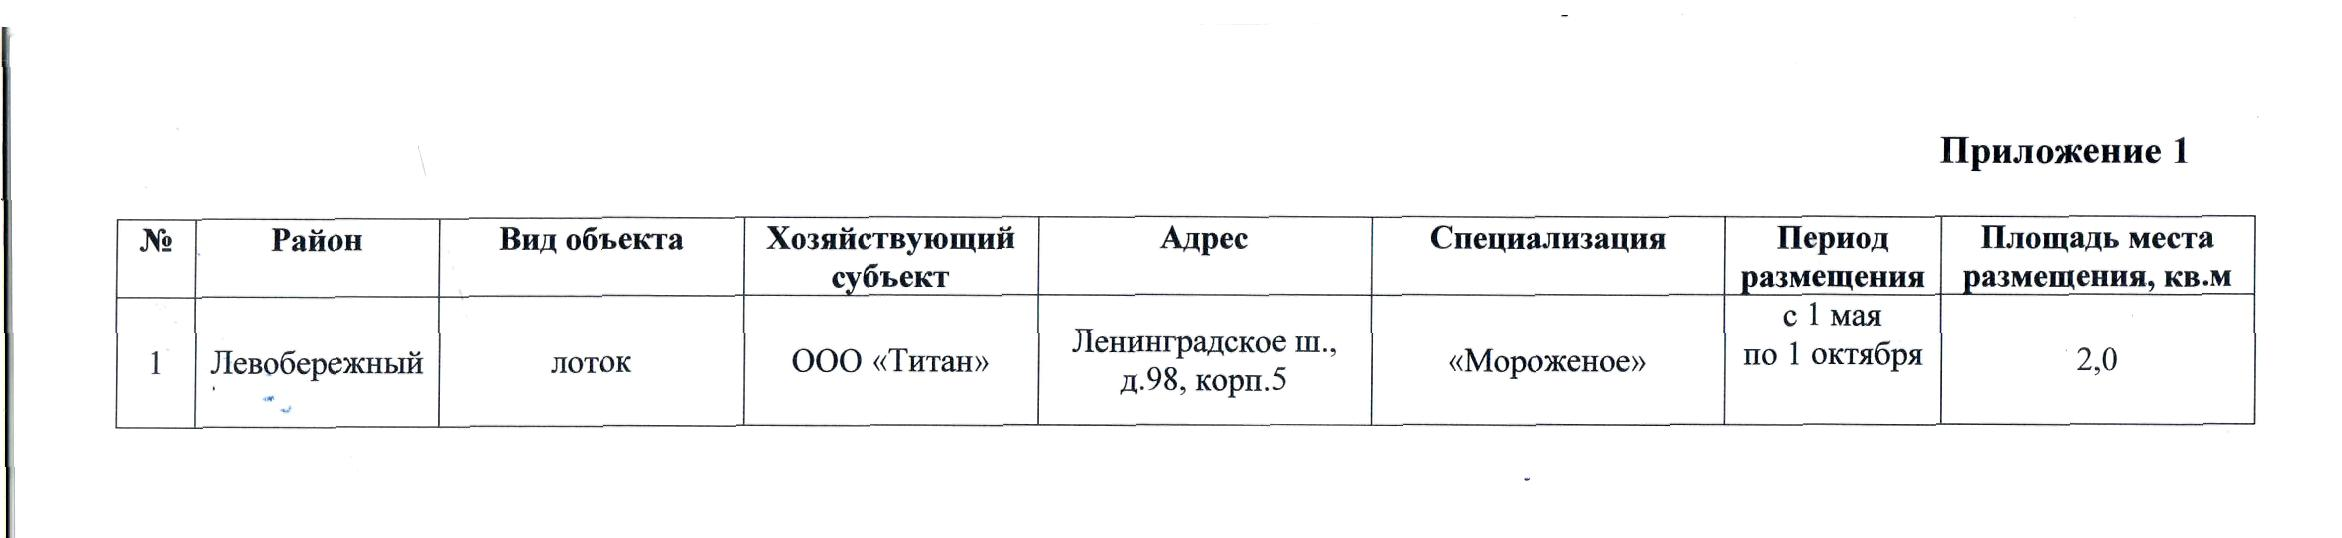 Приложение 1
№ Район Вид объекта Хозяйствующий субъект Адрес Специализация Период размещения Площадь места размещения, кв.м
1 Левобережный лоток ООО «Титан» Ленинградское ш., д.98, корп.5 «Мороженое» с 1 мая по 1 октября 2,0